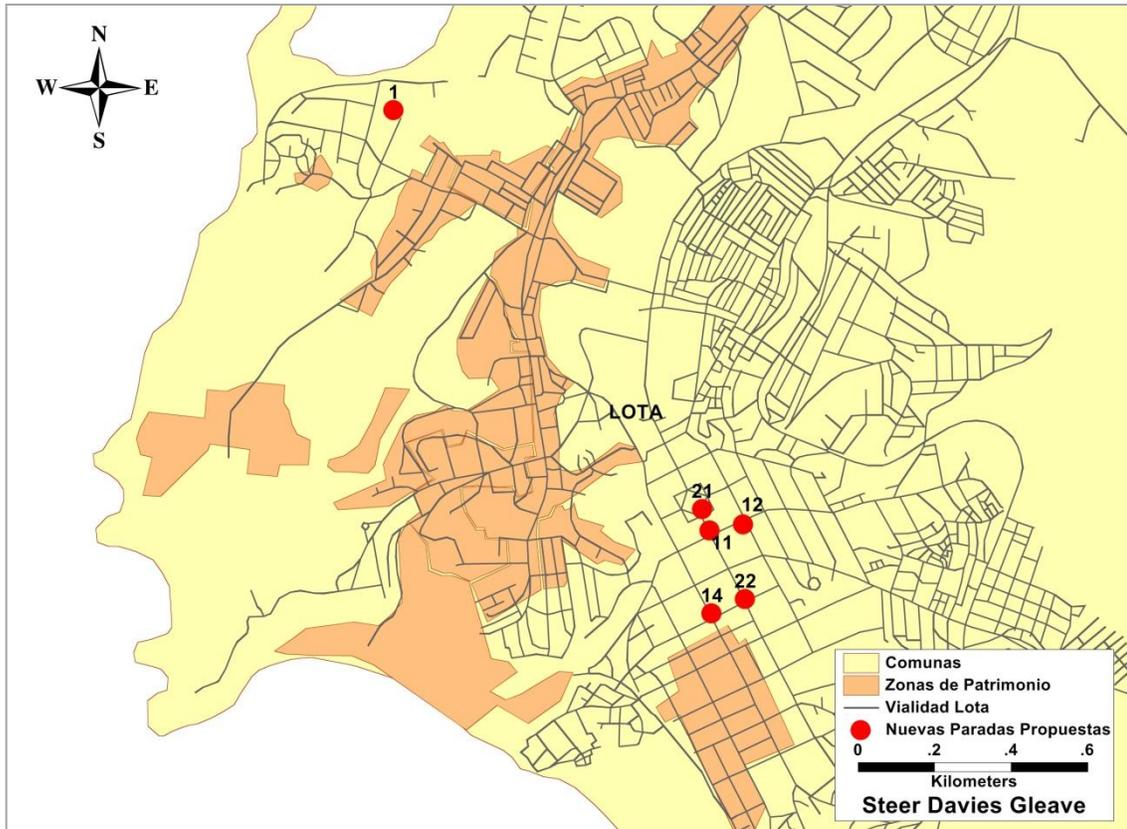 N
W E
S
1
LOTA
21
12
11
22
14
Comunas
Zonas de Patrimonio
Vialidad Lota
Nuevas Paradas Propuestas
0 .2 .4 .6
Kilometers
Steer Davies Gleave